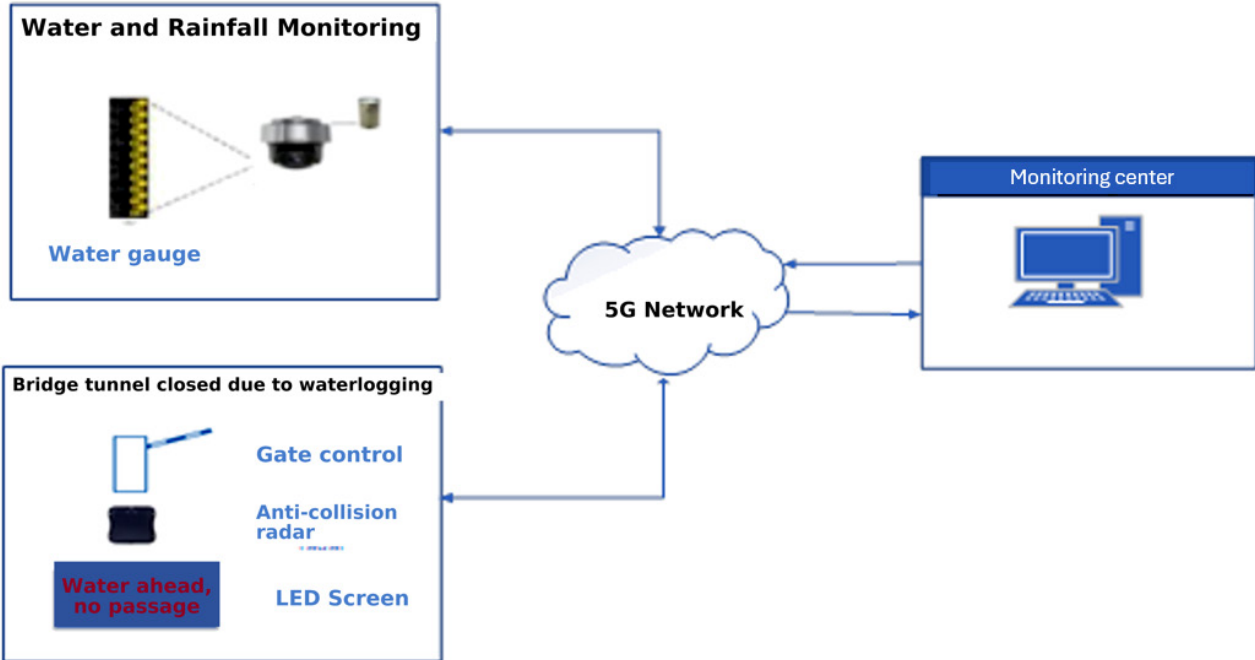 Water and Rainfall Monitoring
Water gauge
Monitoring center
5G Network
Bridge tunnel closed due to waterlogging
Gate control
Anti-collision
radar
Water ahead,
no passage
LED Screen